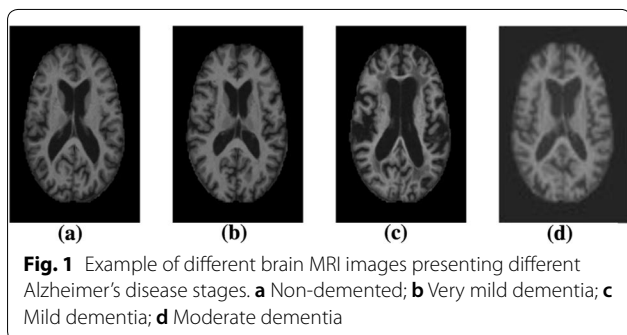 (a) (b) (c) (d)
Fig. 1 Example of different brain MRI images presenting different
Alzheimer's disease stages. a Non-demented; b Very mild dementia; c
Mild dementia; d Moderate dementia